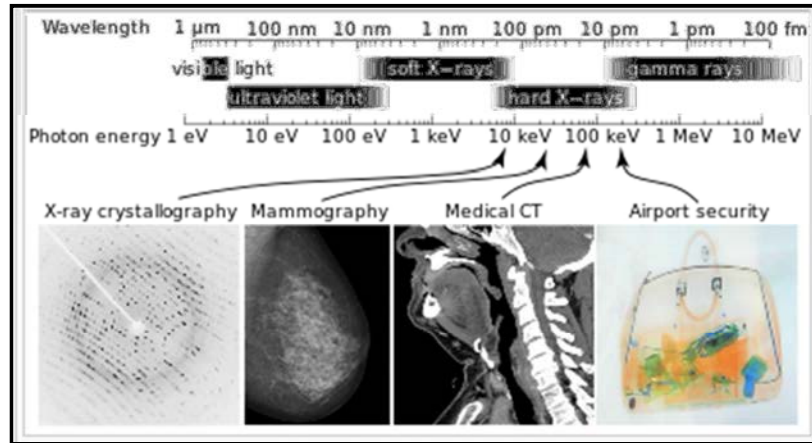 Wavelength 1 µm 100 nm 10 nm 1 nm 100 pm 10 pm 1 pm 100 fm
visible light soft X-rays gamma rays
ultraviolet light hard X-rays
Photon energy 1 eV 10 eV 100 eV 1 keV 10 keV 100 keV 1 MeV 10 MeV
X-ray crystallography Mammography Medical CT Airport security